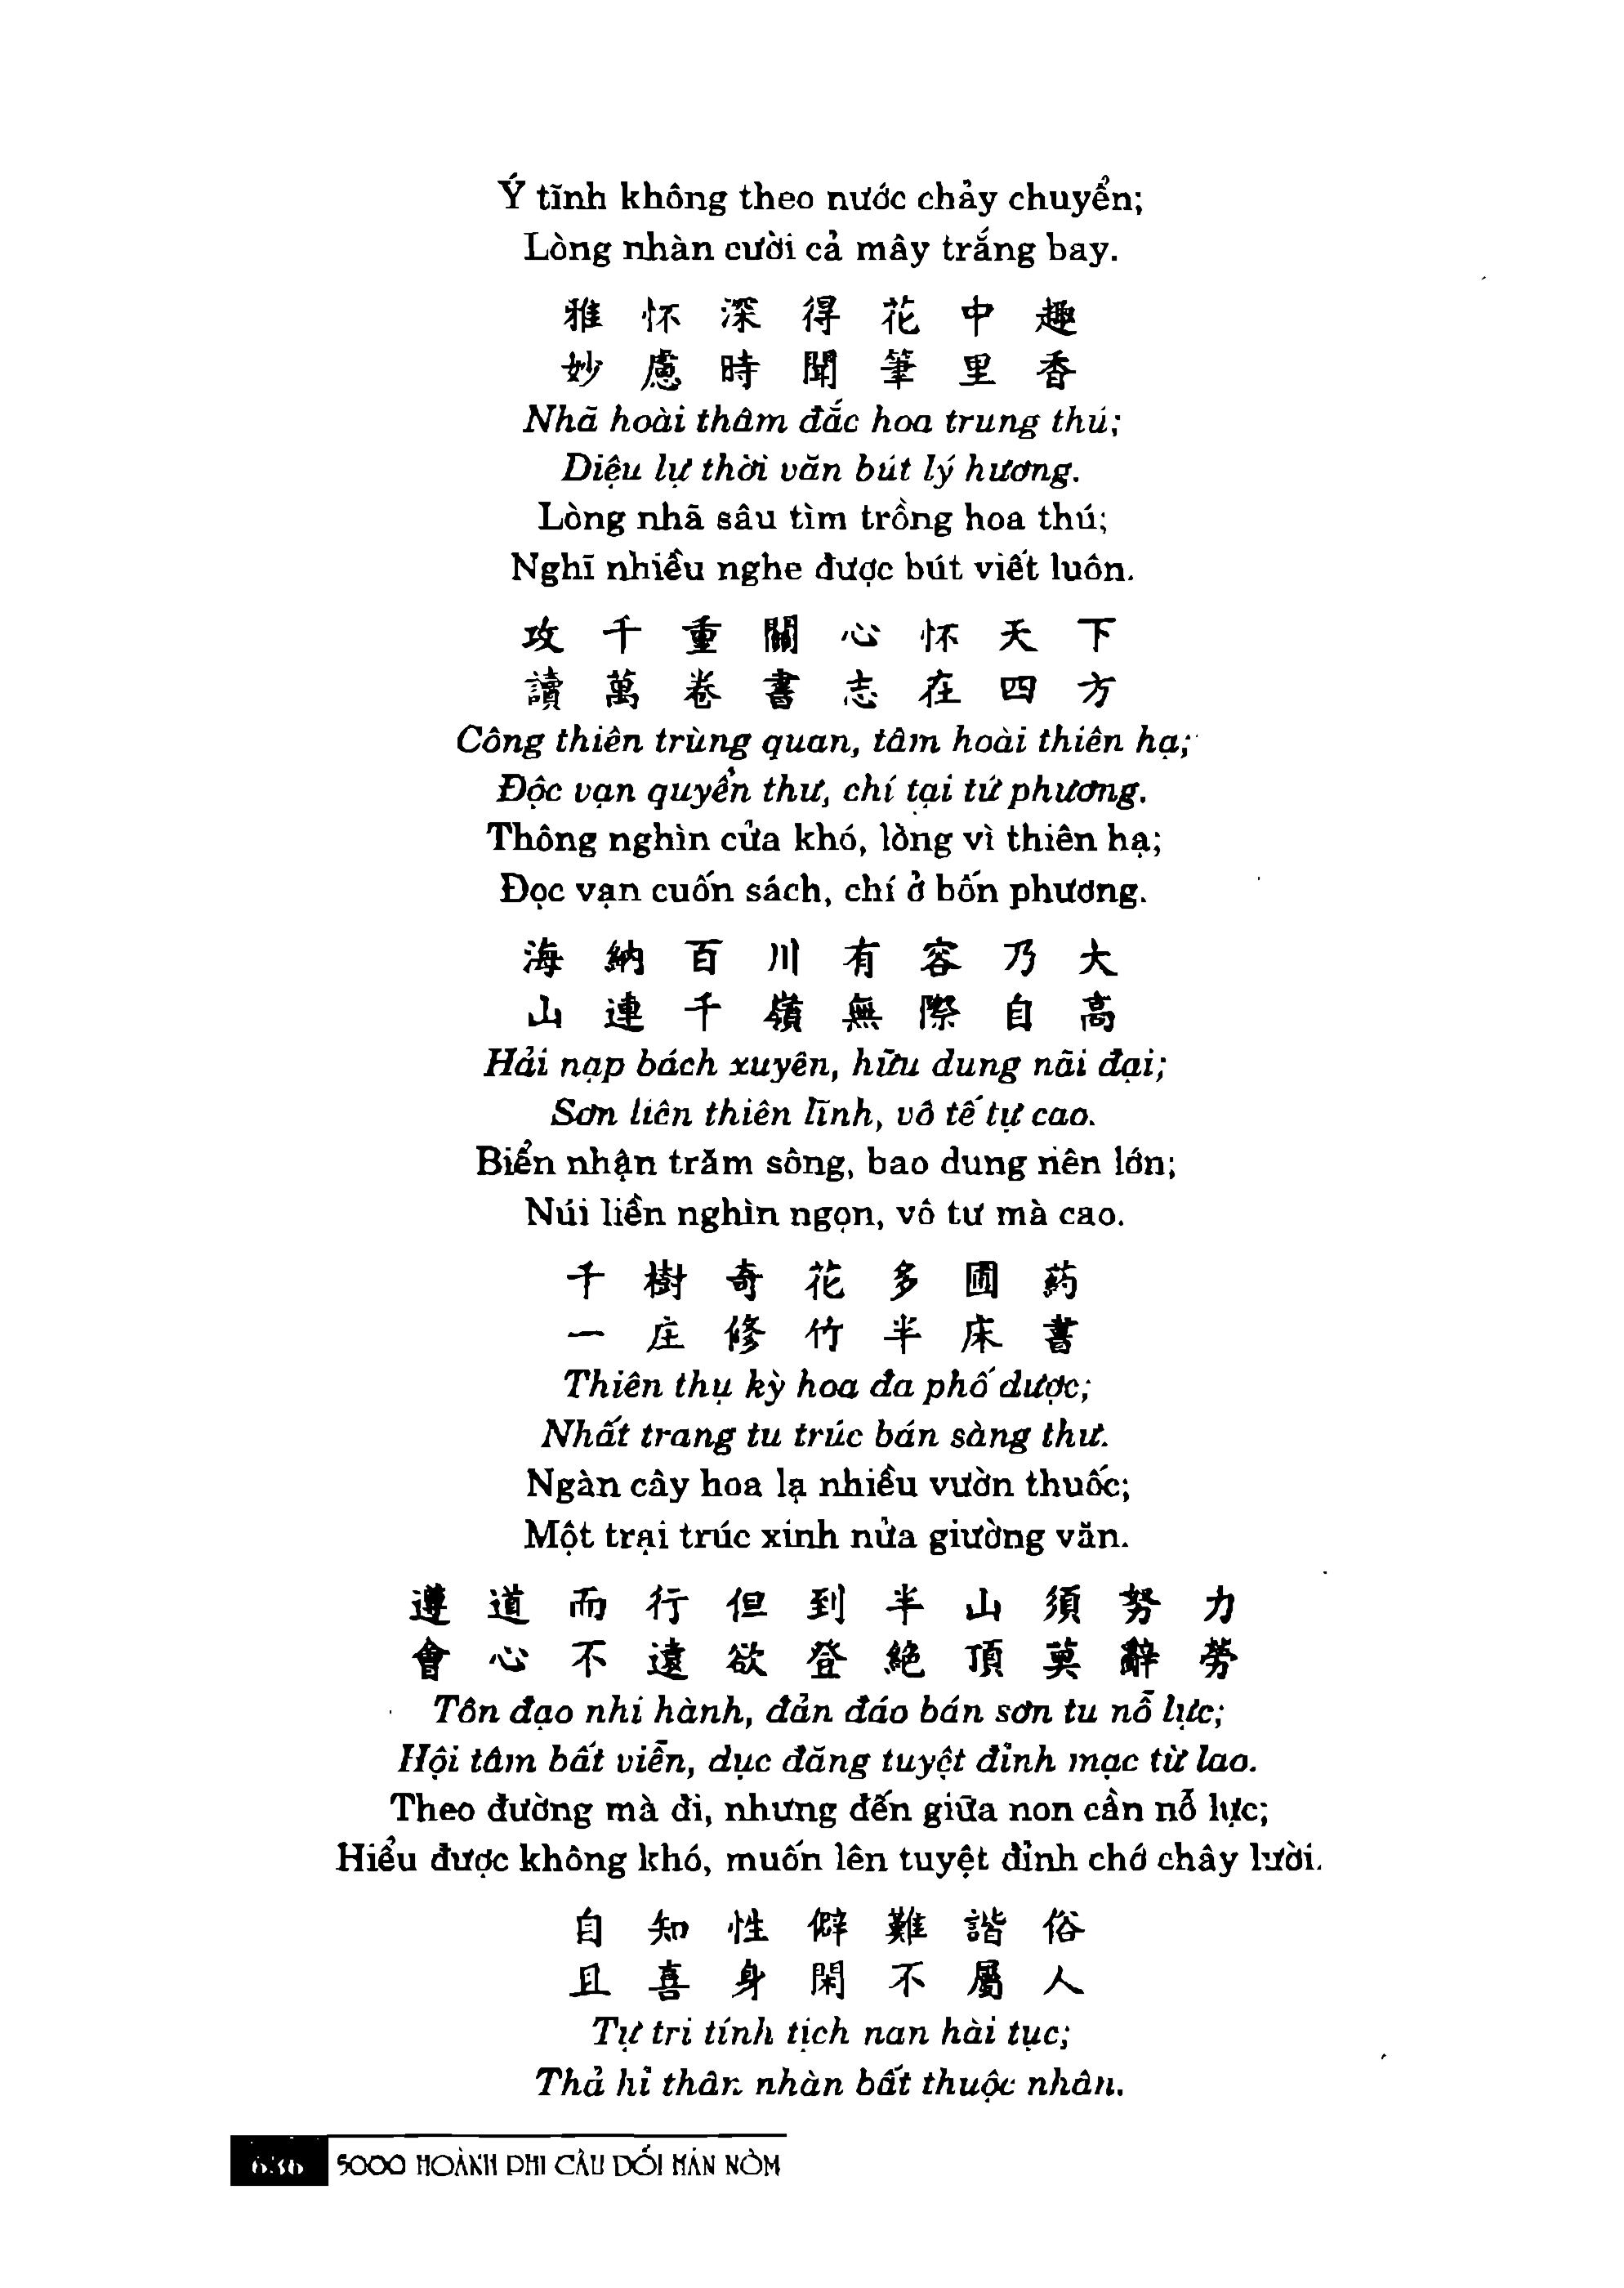 Ý tĩnh không theo nước chảy chuyển;
Lòng nhàn cười cả mây trắng bay.
雅怀深得花中趣
妙慮時聞筆里香
Nhã hoài thâm đắc hoa trung thú;
Diệu lự thời văn bút lý hương.
Lòng nhã sâu tìm trồng hoa thú;
Nghĩ nhiều nghe được bút viết luôn.
攻千重關心怀天下
讀萬卷書志在四方
Công thiên trùng quan, tâm hoài thiên hạ;
Độc vạn quyển thư, chí tại tứ phương.
Thông nghìn cửa khó, lòng vì thiên hạ;
Đọc vạn cuốn sách, chí ở bốn phương.
海納百川有容乃大
山連千嶺無際自高
Hải nạp bách xuyên, hữu dung nãi đại;
Sơn liên thiên lĩnh, vô tế tự cao.
Biển nhận trăm sông, bao dung nên lớn;
Núi liền nghìn ngọn, vô tư mà cao.
千樹奇花多圃葯
一庄修竹半床書
Thiên thụ kỳ hoa đa phố dược;
Nhất trang tu trúc bán sàng thư.
Ngàn cây hoa lạ nhiều vườn thuốc;
Một trại trúc xinh nửa giường văn.
遵道而行但到半山須努力
會心不遠欲登絕頂莫辭勞
Tôn đạo nhi hành, đản đáo bán sơn tu nỗ lực;
Hội tâm bất viễn, dục đăng tuyệt đỉnh mạc từ lao.
Theo đường mà đi, nhưng đến giữa non cần nỗ lực;
Hiểu được không khó, muốn lên tuyệt đỉnh chớ chây lười.
自知性僻難諧俗
且喜身閑不屬人
Tự tri tính tịch nan hài tục;
Thả hỉ thân nhàn bất thuộc nhân.
636 5000 HOÀNH PHI CÂU ĐỐI HÁN NÔM